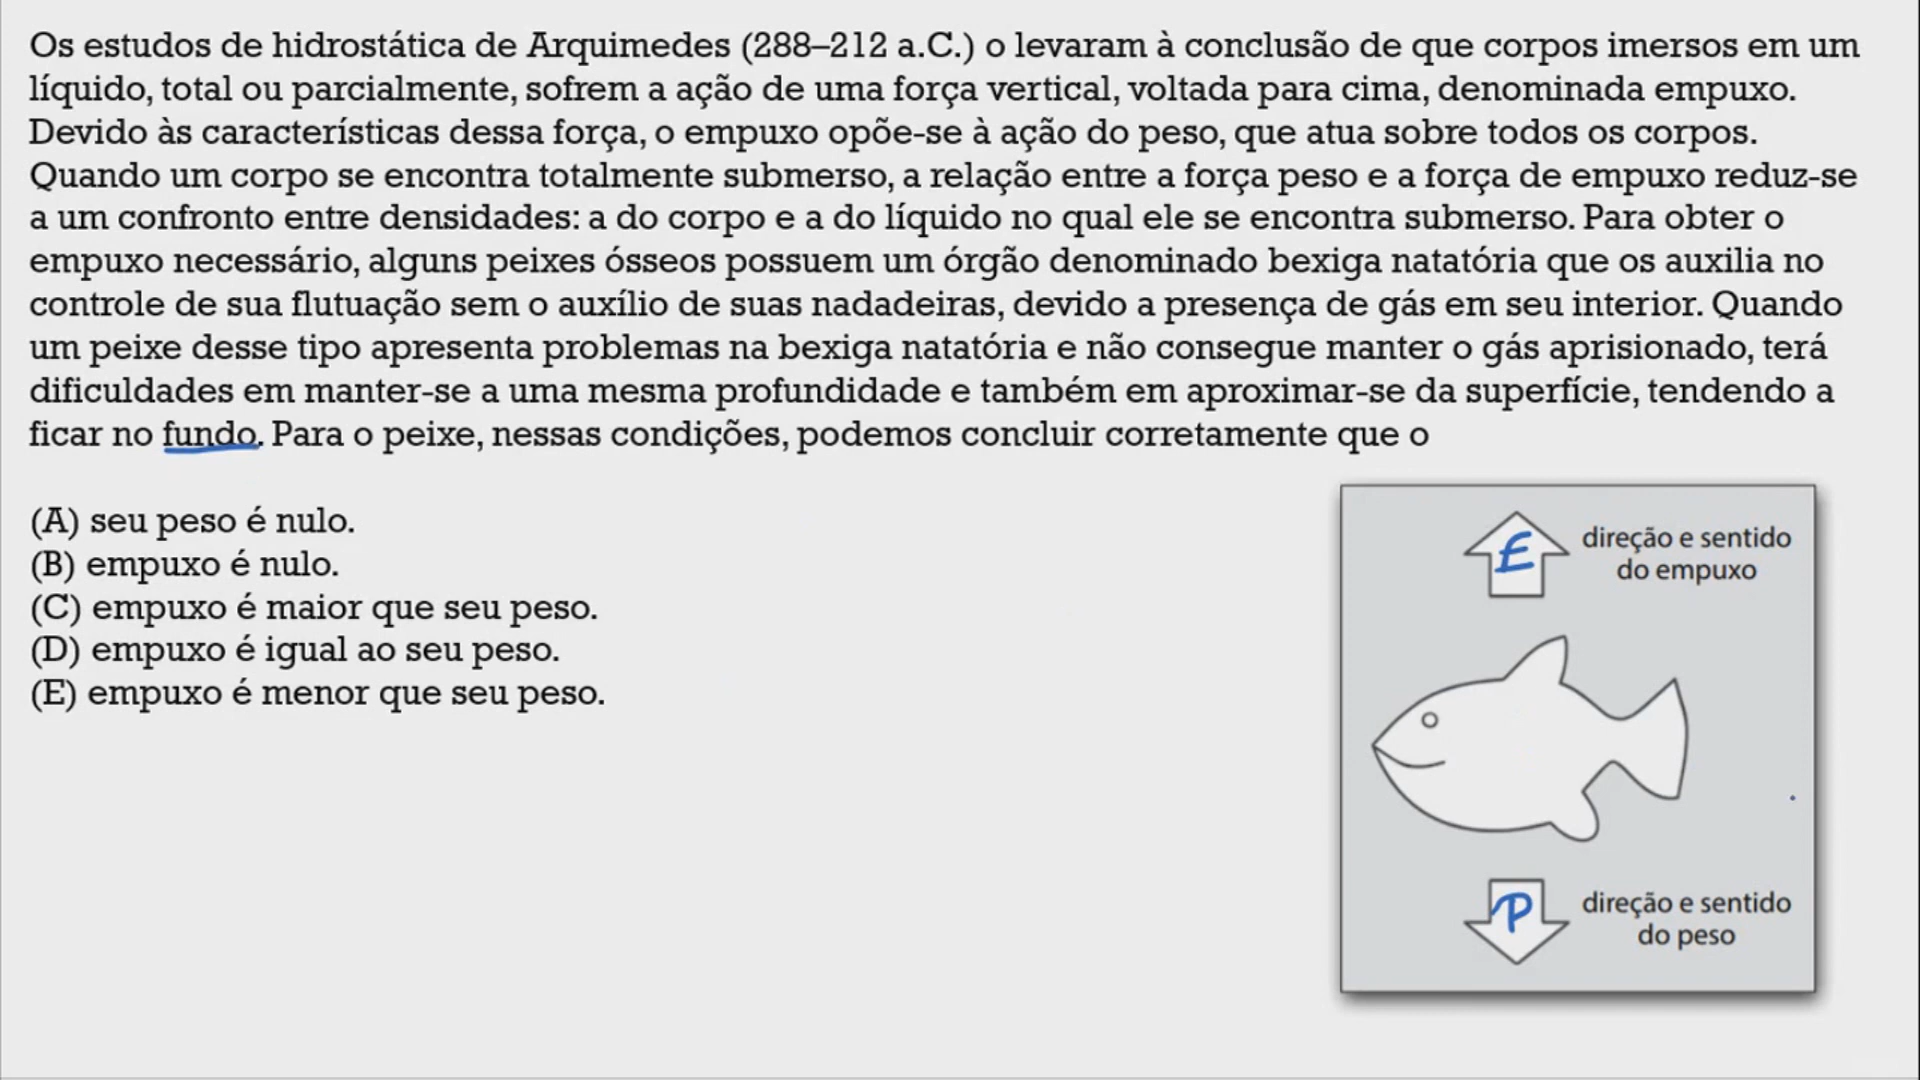 Os estudos de hidrostática de Arquimedes (288–212 a.C.) o levaram à conclusão de que corpos imersos em um
líquido, total ou parcialmente, sofrem a ação de uma força vertical, voltada para cima, denominada empuxo.
Devido às características dessa força, o empuxo opõe-se à ação do peso, que atua sobre todos os corpos.
Quando um corpo se encontra totalmente submerso, a relação entre a força peso e a força de empuxo reduz-se
a um confronto entre densidades: a do corpo e a do líquido no qual ele se encontra submerso. Para obter o
empuxo necessário, alguns peixes ósseos possuem um órgão denominado bexiga natatória que os auxilia no
controle de sua flutuação sem o auxílio de suas nadadeiras, devido a presença de gás em seu interior. Quando
um peixe desse tipo apresenta problemas na bexiga natatória e não consegue manter o gás aprisionado, terá
dificuldades em manter-se a uma mesma profundidade e também em aproximar-se da superfície, tendendo a
ficar no fundo. Para o peixe, nessas condições, podemos concluir corretamente que o
(A) seu peso é nulo.
(B) empuxo é nulo.
(C) empuxo é maior que seu peso.
(D) empuxo é igual ao seu peso.
(E) empuxo é menor que seu peso.
E
direção e sentido
do empuxo
P
direção e sentido
do peso